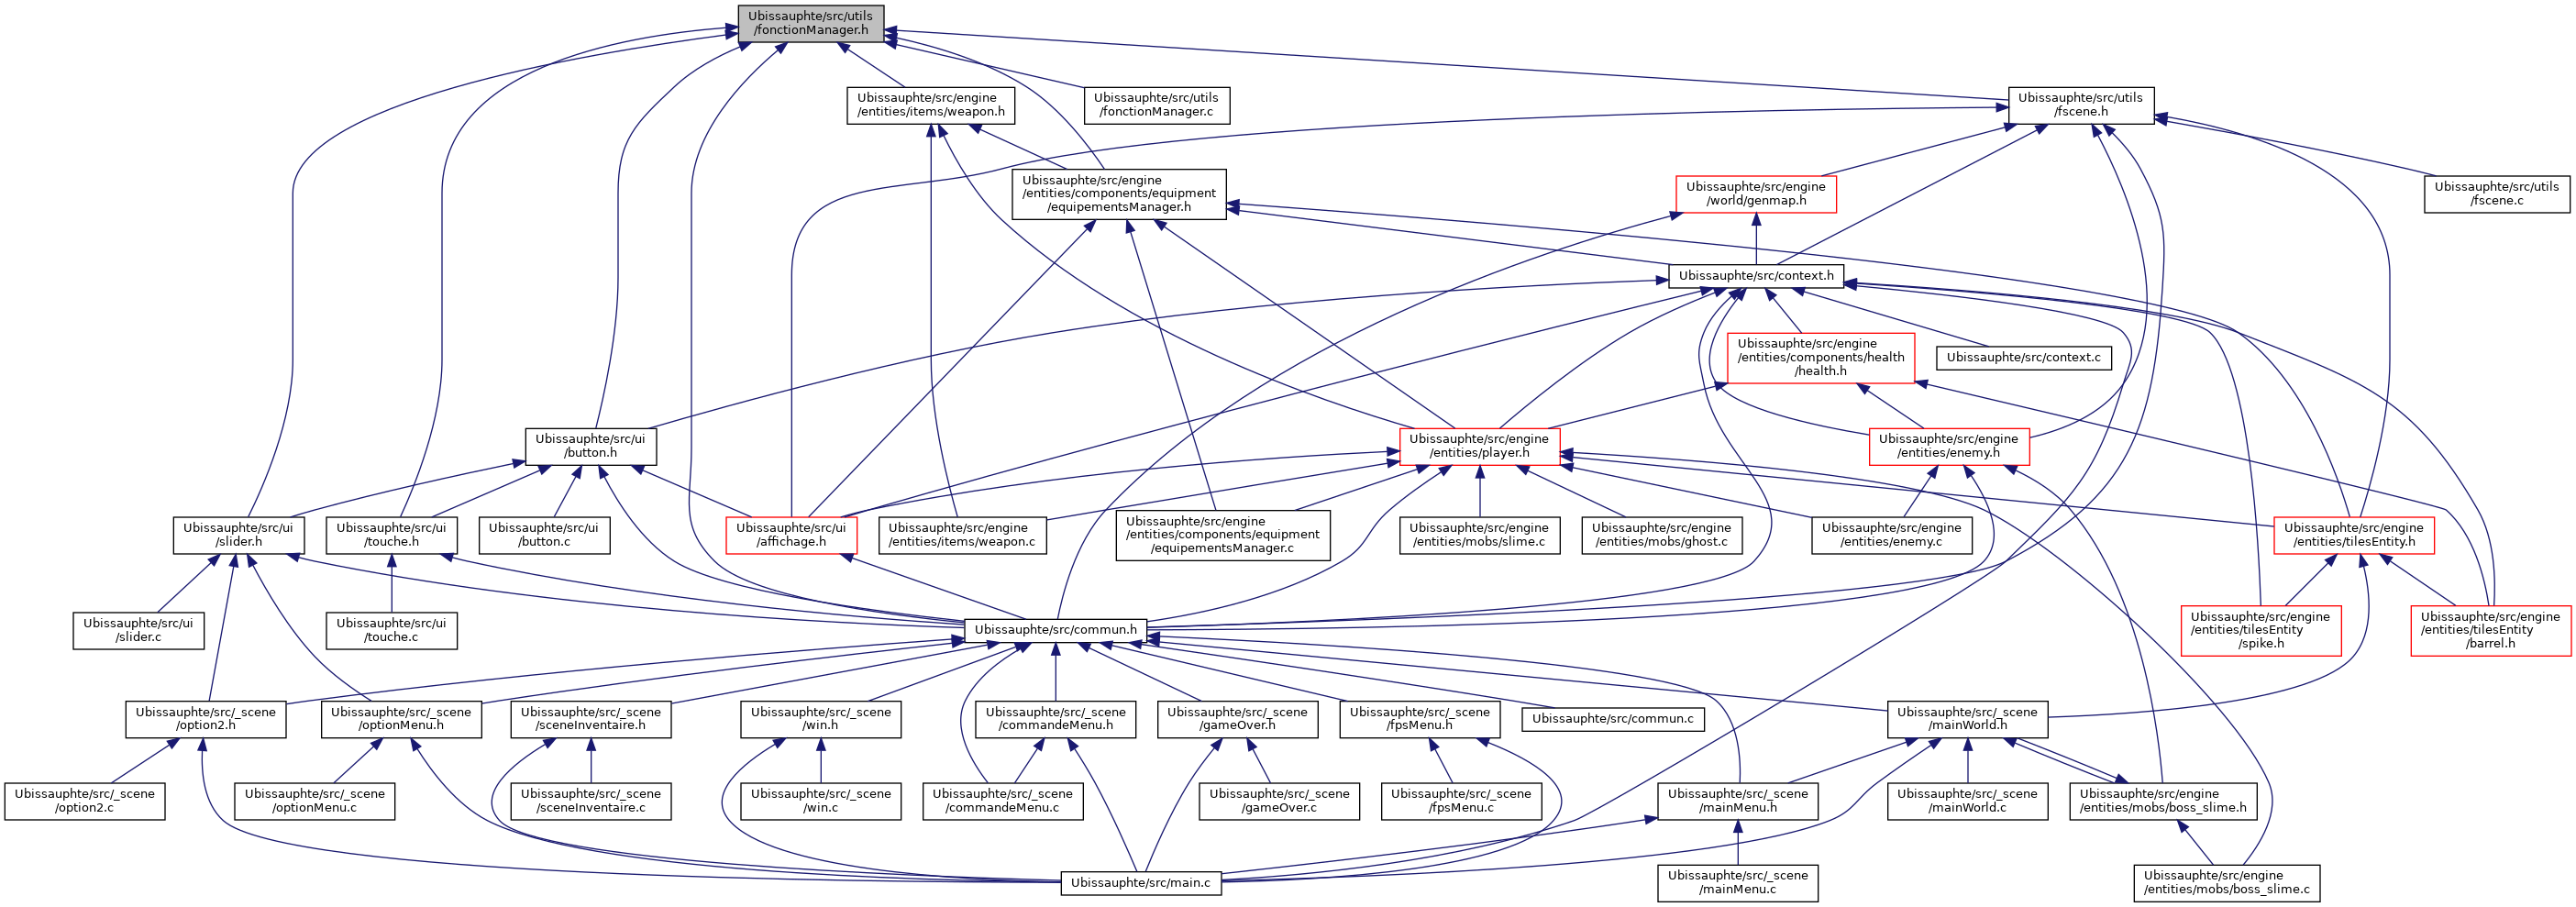 Ubissauphte/src/utils
/fonctionManager.h
Ubissauphte/src/engine
/entities/items/weapon.h
Ubissauphte/src/utils
/fonctionManager.c
Ubissauphte/src/utils
/fscene.h
Ubissauphte/src/engine
/entities/components/equipment
/equipementsManager.h
Ubissauphte/src/engine
/world/genmap.h
Ubissauphte/src/utils
/fscene.c
Ubissauphte/src/context.h
Ubissauphte/src/engine
/entities/components/health
/health.h
Ubissauphte/src/context.c
Ubissauphte/src/ui
/button.h
Ubissauphte/src/engine
/entities/player.h
Ubissauphte/src/engine
/entities/enemy.h
Ubissauphte/src/ui
/slider.h
Ubissauphte/src/ui
/touche.h
Ubissauphte/src/ui
/button.c
Ubissauphte/src/ui
/affichage.h
Ubissauphte/src/engine
/entities/items/weapon.c
Ubissauphte/src/engine
/entities/components/equipment
/equipementsManager.c
Ubissauphte/src/engine
/entities/mobs/slime.c
Ubissauphte/src/engine
/entities/mobs/ghost.c
Ubissauphte/src/engine
/entities/enemy.c
Ubissauphte/src/engine
/entities/tilesEntity.h
Ubissauphte/src/ui
/slider.c
Ubissauphte/src/ui
/touche.c
Ubissauphte/src/commun.h
Ubissauphte/src/engine
/entities/tilesEntity
/spike.h
Ubissauphte/src/engine
/entities/tilesEntity
/barrel.h
Ubissauphte/src/_scene
/option2.h
Ubissauphte/src/_scene
/optionMenu.h
Ubissauphte/src/_scene
/sceneInventaire.h
Ubissauphte/src/_scene
/win.h
Ubissauphte/src/_scene
/commandeMenu.h
Ubissauphte/src/_scene
/gameOver.h
Ubissauphte/src/_scene
/fpsMenu.h
Ubissauphte/src/commun.c
Ubissauphte/src/_scene
/mainWorld.h
Ubissauphte/src/_scene
/option2.c
Ubissauphte/src/_scene
/optionMenu.c
Ubissauphte/src/_scene
/sceneInventaire.c
Ubissauphte/src/_scene
/win.c
Ubissauphte/src/_scene
/commandeMenu.c
Ubissauphte/src/_scene
/gameOver.c
Ubissauphte/src/_scene
/fpsMenu.c
Ubissauphte/src/_scene
/mainMenu.h
Ubissauphte/src/_scene
/mainWorld.c
Ubissauphte/src/engine
/entities/mobs/boss_slime.h
Ubissauphte/src/main.c
Ubissauphte/src/_scene
/mainMenu.c
Ubissauphte/src/engine
/entities/mobs/boss_slime.c